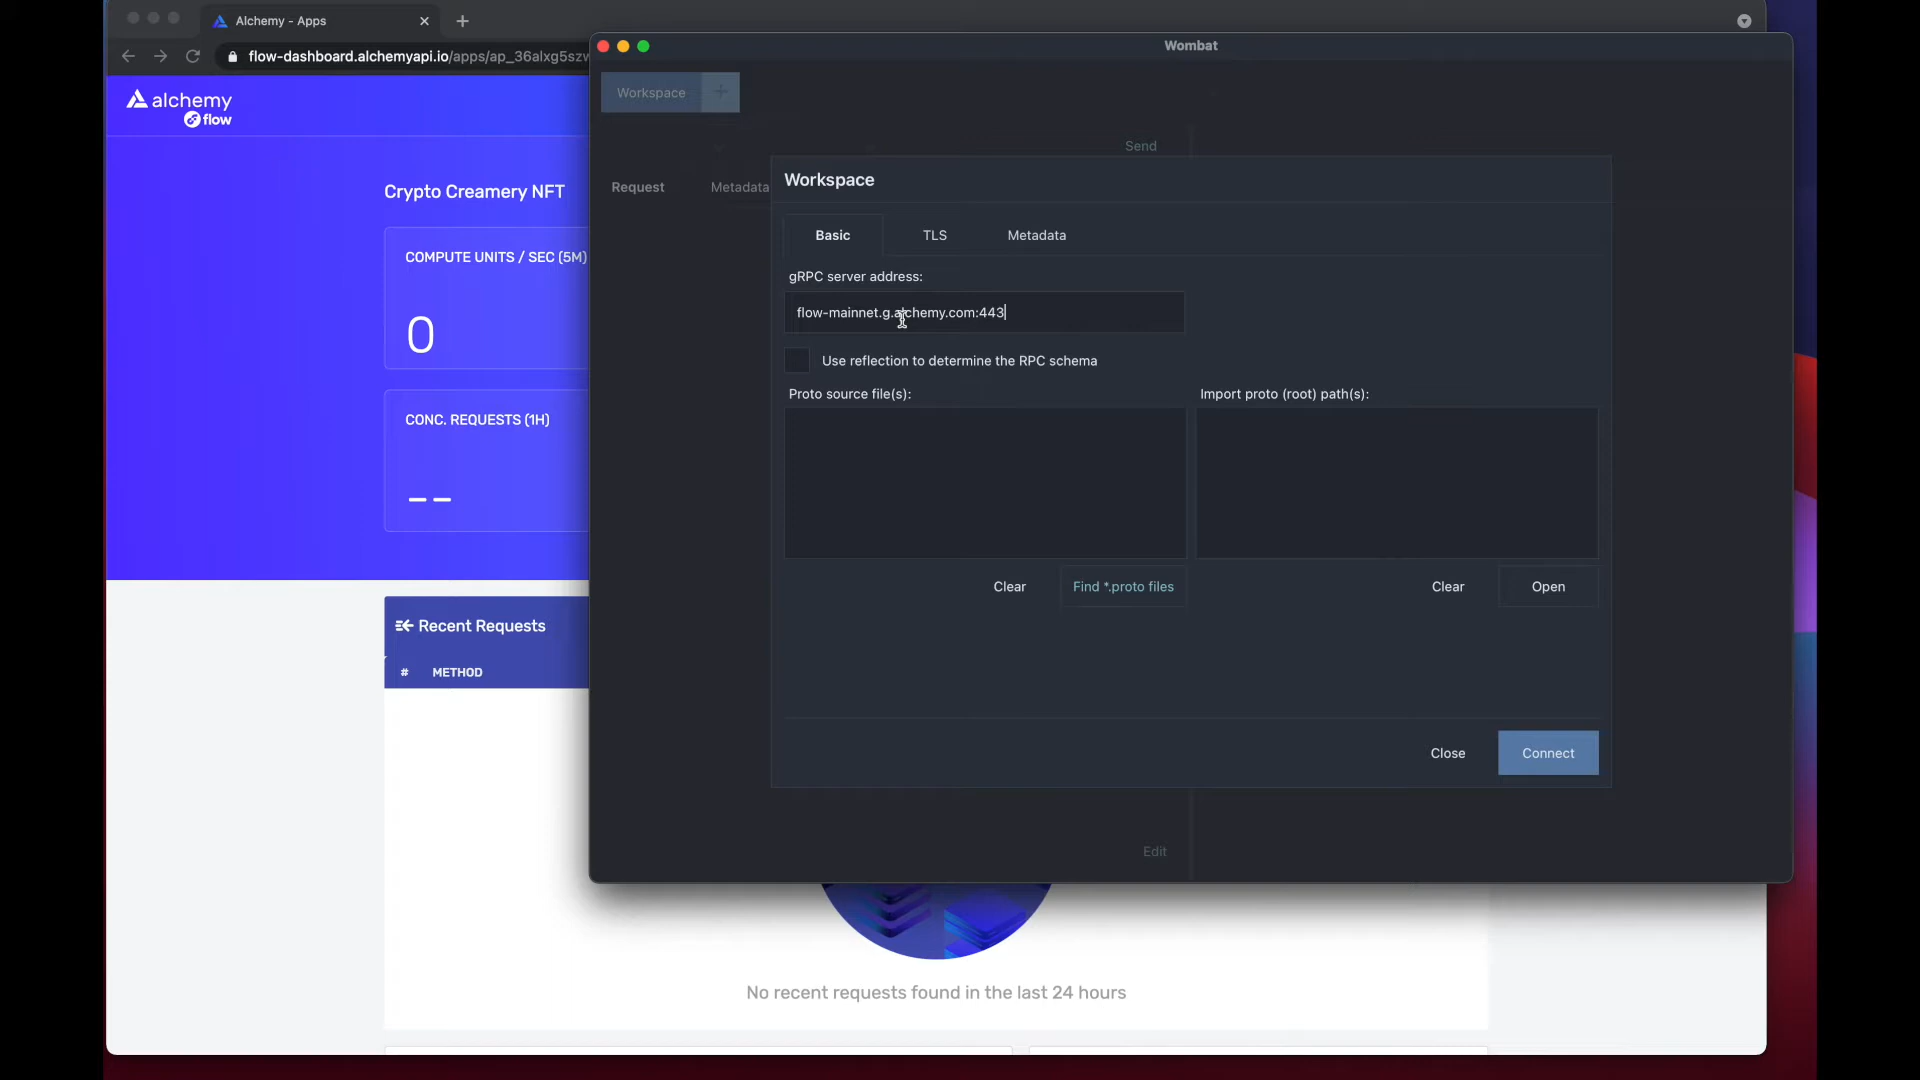 Alchemy - Apps
flow-dashboard.alchemyapi.io/apps/ap_36alxg5szw
alchemy
flow
Crypto Creamery NFT
COMPUTE UNITS / SEC (5M)
0
CONC. REQUESTS (1H)
--
Recent Requests
# METHOD
No recent requests found in the last 24 hours
Wombat
Workspace +
Send
Request Metadata
Workspace
Basic TLS Metadata
gRPC server address:
flow-mainnet.g.alchemy.com:443
Use reflection to determine the RPC schema
Proto source file(s): Import proto (root) path(s):
Clear Find *.proto files Clear Open
Close Connect
Edit